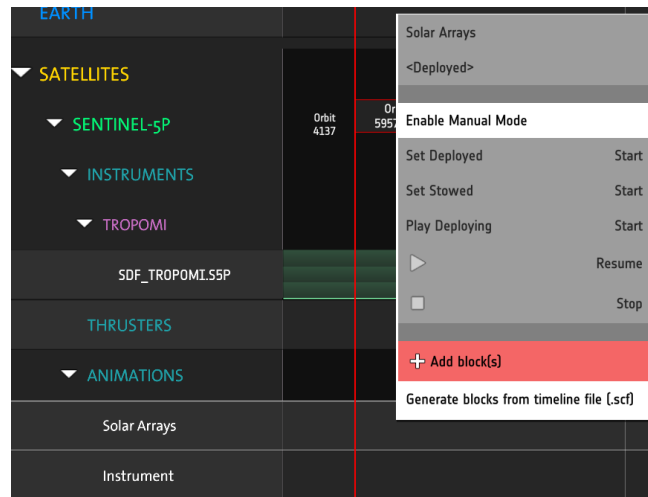 EARTH
SATELLITES
SENTINEL-5P
INSTRUMENTS
TROPOMI
SDF_TROPOMI.S5P
THRUSTERS
ANIMATIONS
Solar Arrays
Instrument
Orbit
4137
Or
5957
Solar Arrays
<Deployed>
Enable Manual Mode
Set Deployed Start
Set Stowed Start
Play Deploying Start
Resume
Stop
Add block(s)
Generate blocks from timeline file (.scf)